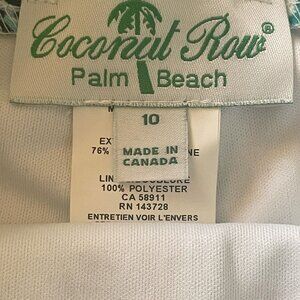 Coconut Row®
Palm Beach
10
MADE IN
CANADA
EX
76% NE
100% POLYESTER
CA 58911
RN 143728
ENTRETIEN VOIR L'ENVERS